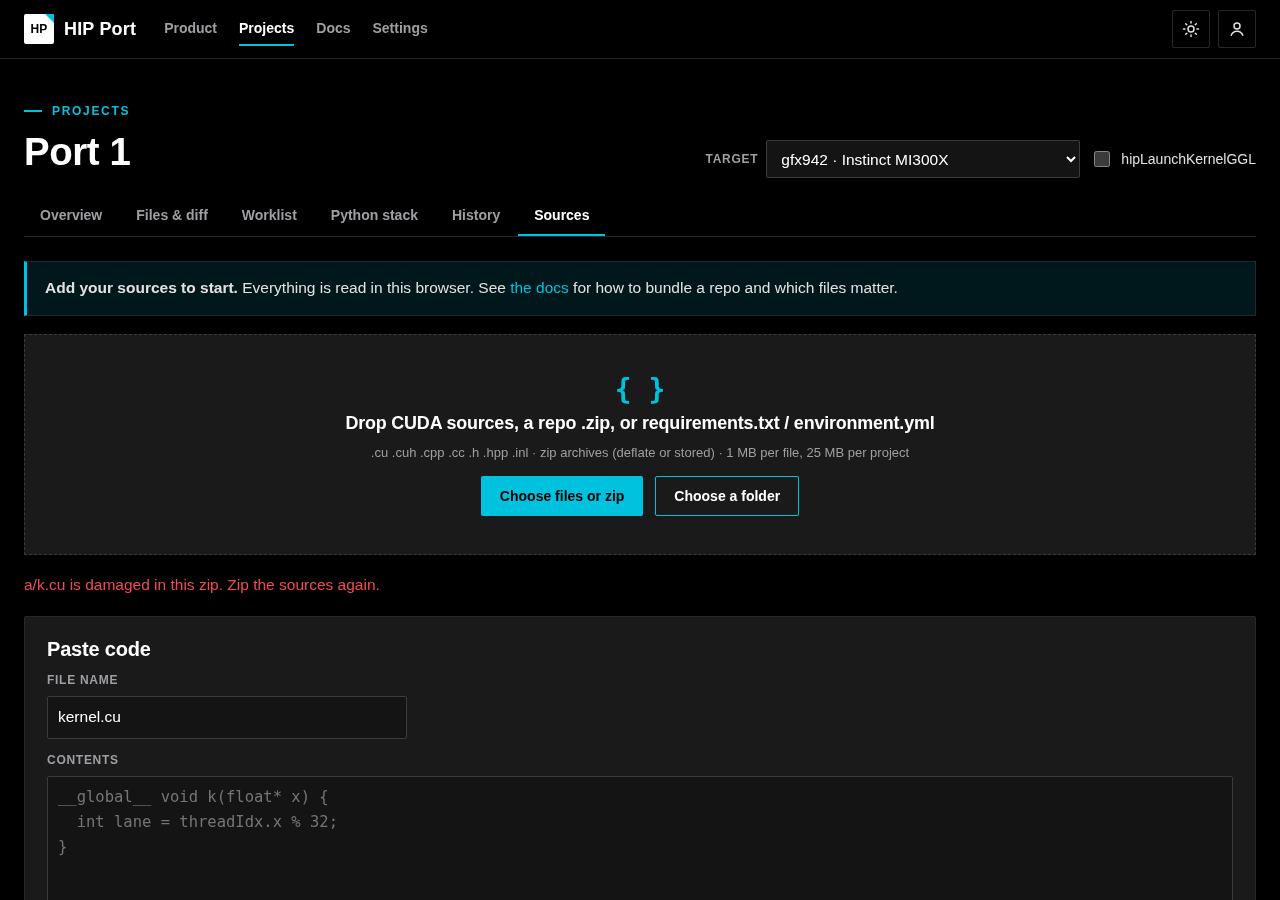 HP HIP Port Product Projects Docs Settings
PROJECTS
Port 1
TARGET gfx942 · Instinct MI300X hipLaunchKernelGGL
Overview Files & diff Worklist Python stack History Sources
Add your sources to start. Everything is read in this browser. See the docs for how to bundle a repo and which files matter.
{ }
Drop CUDA sources, a repo .zip, or requirements.txt / environment.yml
.cu .cuh .cpp .cc .h .hpp .inl · zip archives (deflate or stored) · 1 MB per file, 25 MB per project
Choose files or zip Choose a folder
a/k.cu is damaged in this zip. Zip the sources again.
Paste code
FILE NAME
kernel.cu
CONTENTS
__global__ void k(float* x) {
  int lane = threadIdx.x % 32;
}